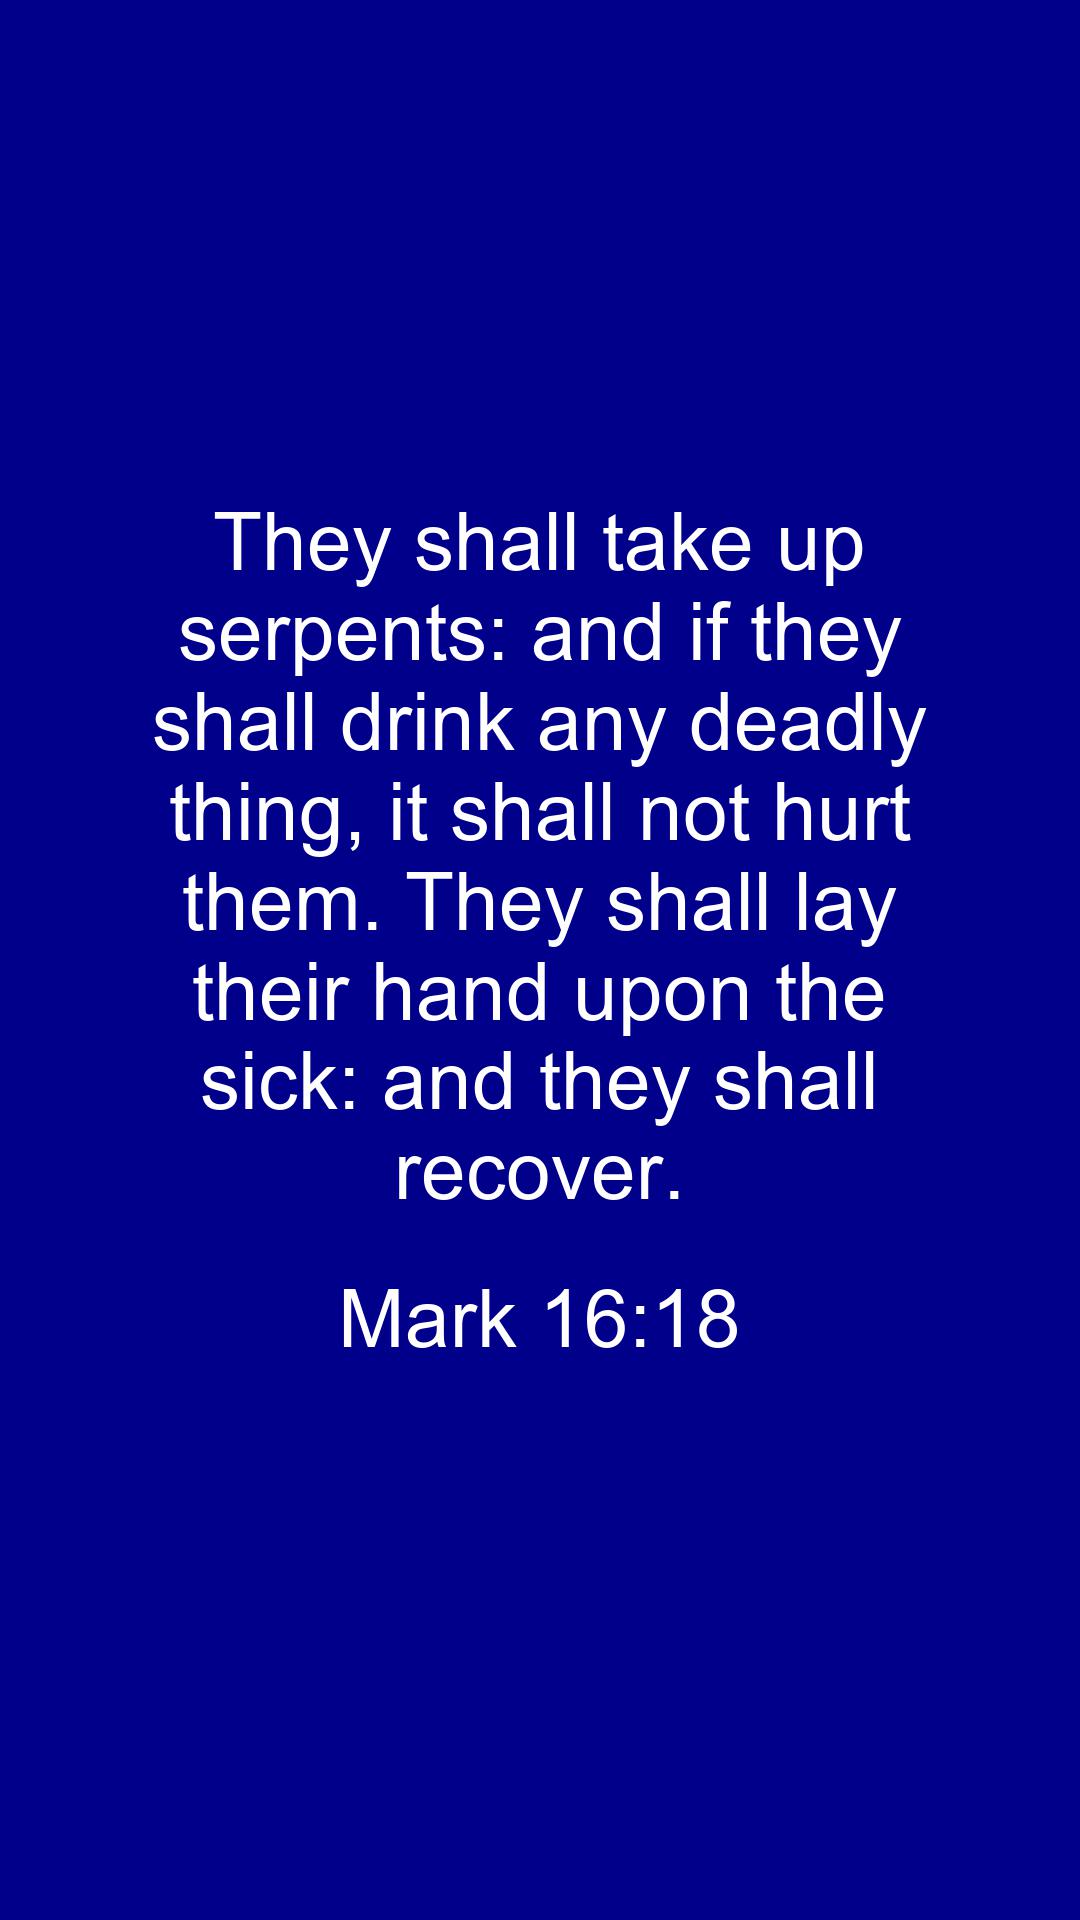 They shall take up
serpents: and if they
shall drink any deadly
thing, it shall not hurt
them. They shall lay
their hand upon the
sick: and they shall
recover.
Mark 16:18